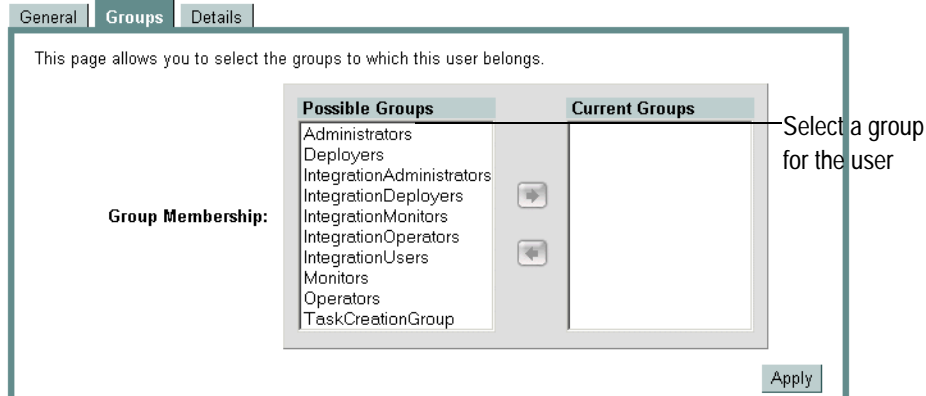 General Groups Details
This page allows you to select the groups to which this user belongs.
Possible Groups Current Groups
Administrators
Deployers
IntegrationAdministrators
IntegrationDeployers
IntegrationMonitors
IntegrationOperators
IntegrationUsers
Monitors
Operators
TaskCreationGroup
Group Membership:
Select a group
for the user
Apply